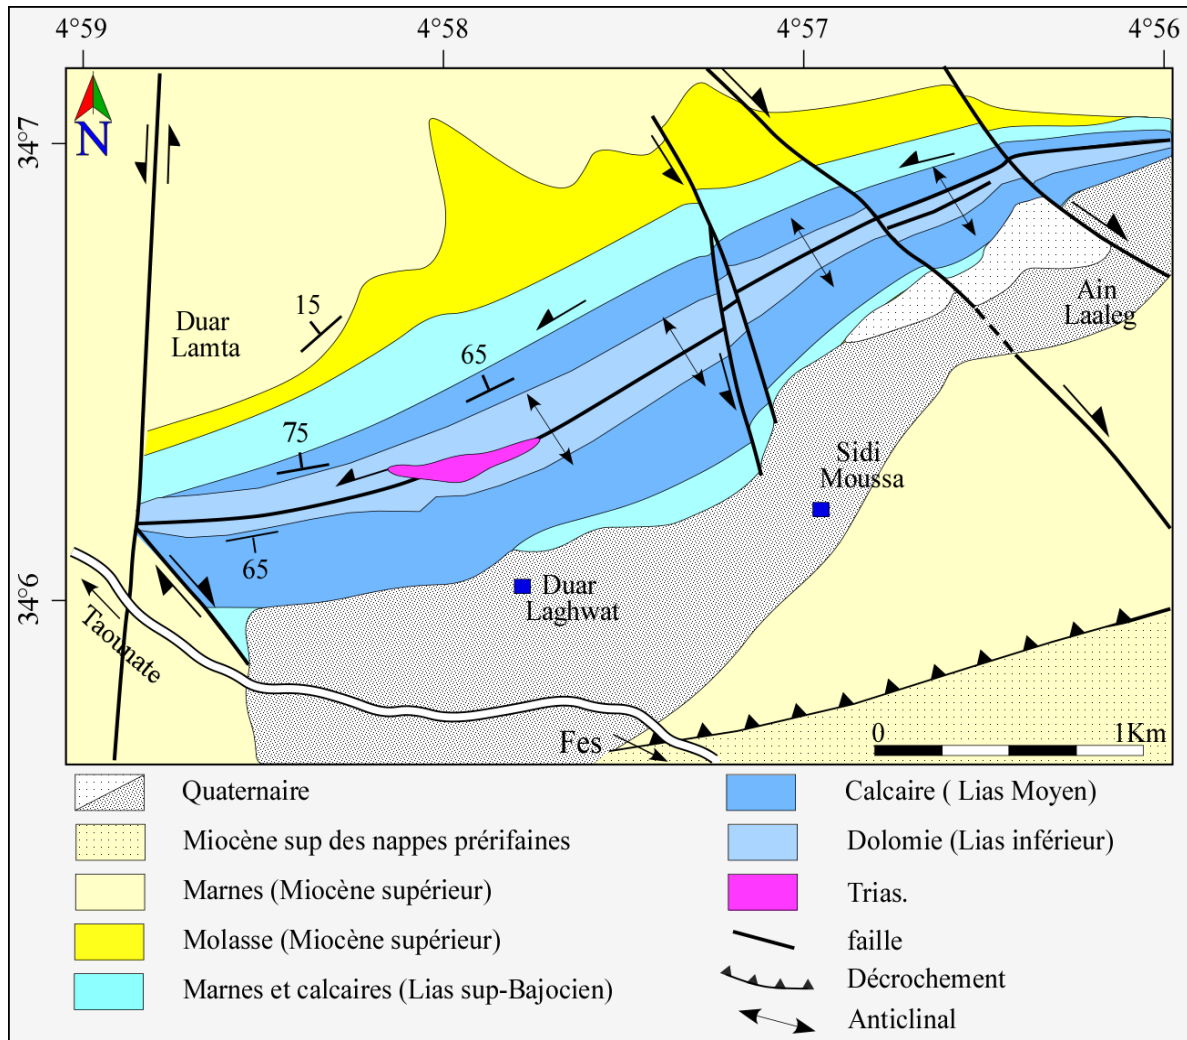 4°59
4°58
4°57
4°56
34°7
34°6
N
Duar
Lamta
15
65
75
65
Ain
Laaleg
Sidi
Moussa
Duar
Laghwat
Taounate
Fes
0
1Km
Quaternaire
Miocène sup des nappes prérifaines
Marnes (Miocène supérieur)
Molasse (Miocène supérieur)
Marnes et calcaires (Lias sup-Bajocien)
Calcaire ( Lias Moyen)
Dolomie (Lias inférieur)
Trias.
faille
Décrochement
Anticlinal